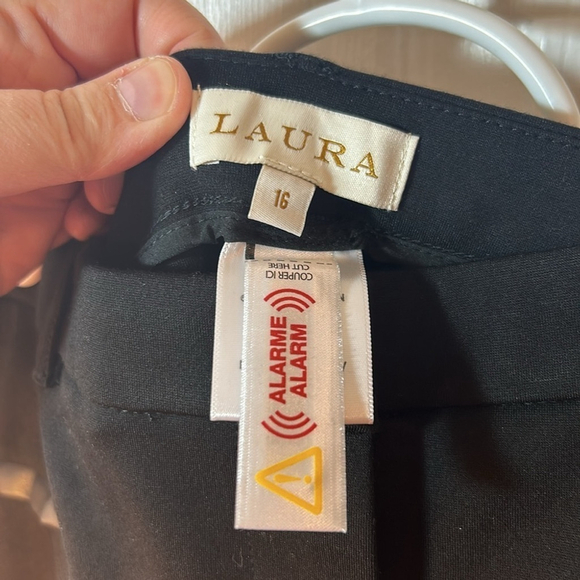 LAURA
16
COUPER ICI
CUT HERE
ALARME
ALARM